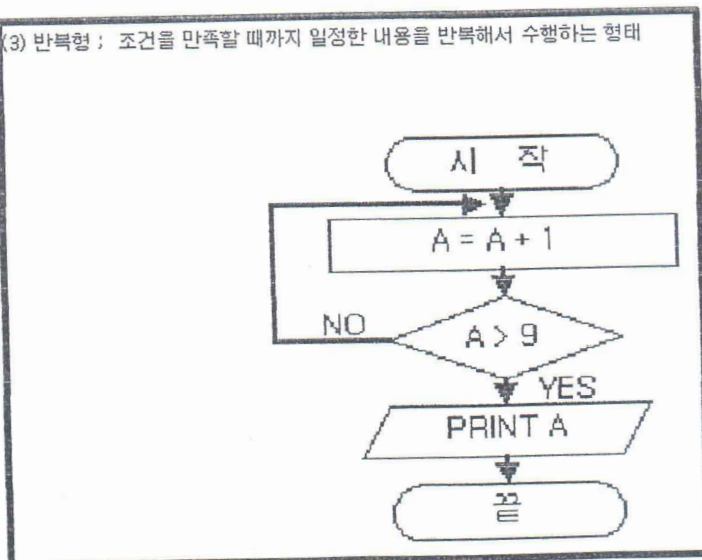 (3) 반복형 ; 조건을 만족할 때까지 일정한 내용을 반복해서 수행하는 형태
시 작
A = A + 1
A > 9
NO
YES
PRINT A
끝